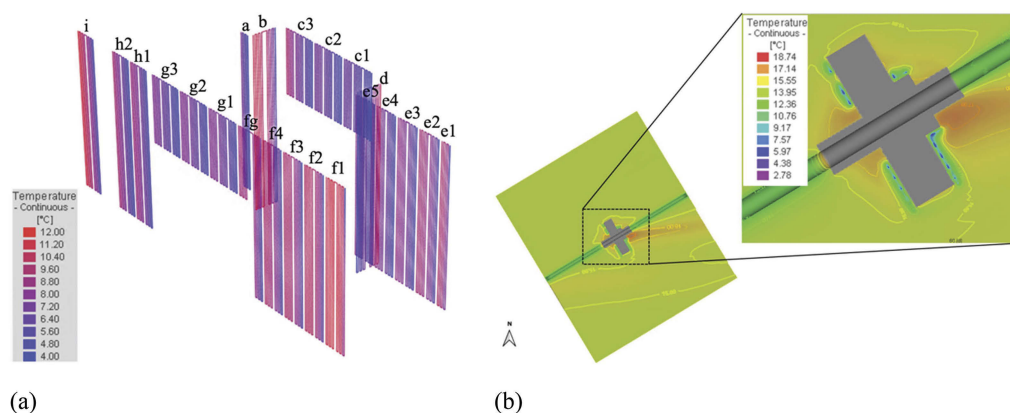 i
h2
h1
g3
g2
g1
fg
a
b
c3
c2
c1
d
e5
e4
e3
e2
e1
f4
f3
f2
f1
Temperature
- Continuous -
[°C]
12.00
11.20
10.40
9.60
8.80
8.00
7.20
6.40
5.60
4.80
4.00
(a)
N
Temperature
- Continuous -
[°C]
18.74
17.14
15.55
13.95
12.36
10.76
9.17
7.57
5.97
4.38
2.78
(b)